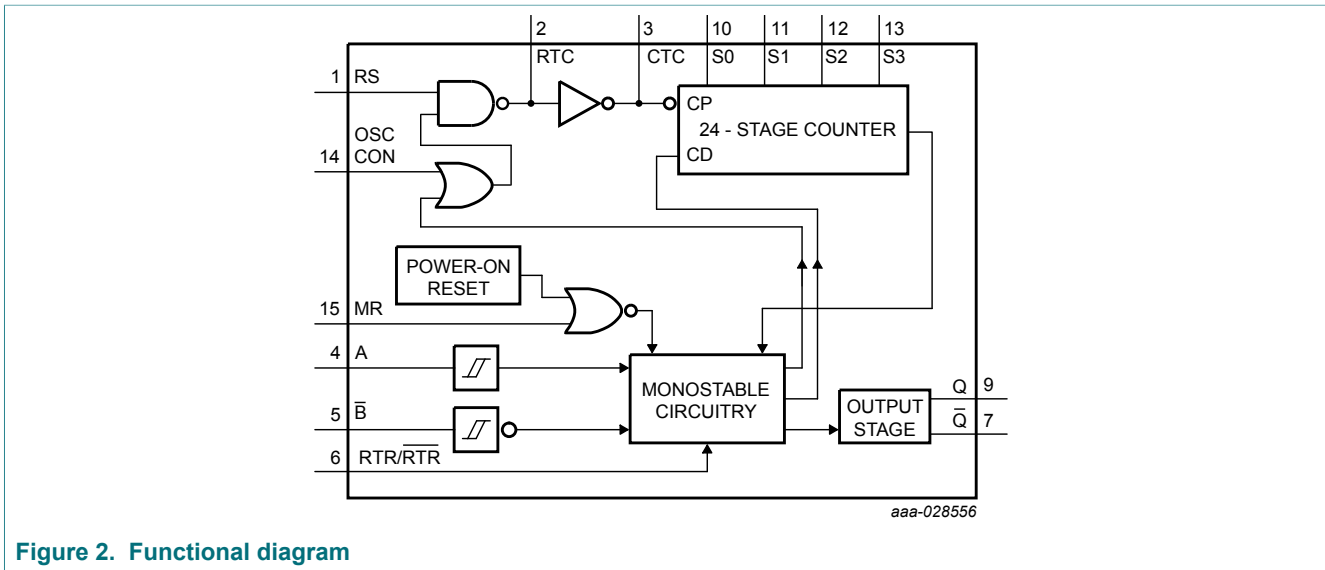 2 3 10 11 12 13
RTC CTC S0 S1 S2 S3
1 RS
CP
24 - STAGE COUNTER
CD
OSC
14 CON
POWER-ON
RESET
15 MR
4 A
MONOSTABLE
CIRCUITRY
5 B̅
6 RTR/R̅T̅R̅
OUTPUT
STAGE
Q 9
Q̅ 7
aaa-028556
Figure 2. Functional diagram